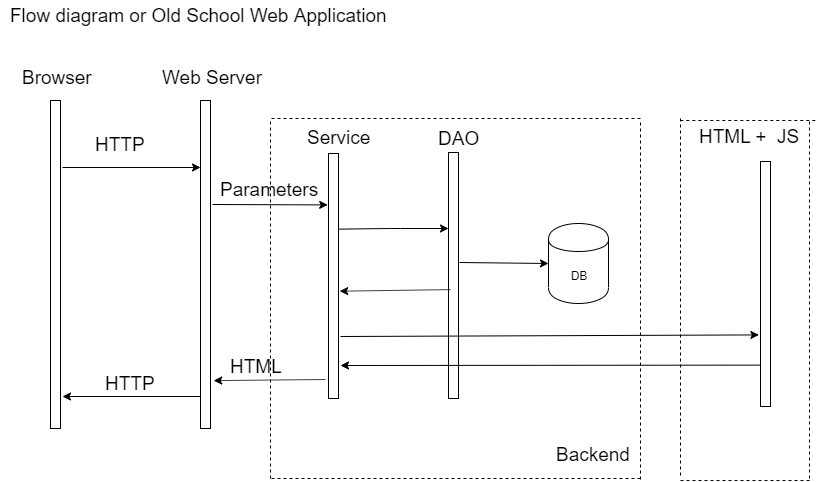 Flow diagram or Old School Web Application
Browser
Web Server
Service
DAO
HTML + JS
HTTP
Parameters
DB
HTML
HTTP
Backend